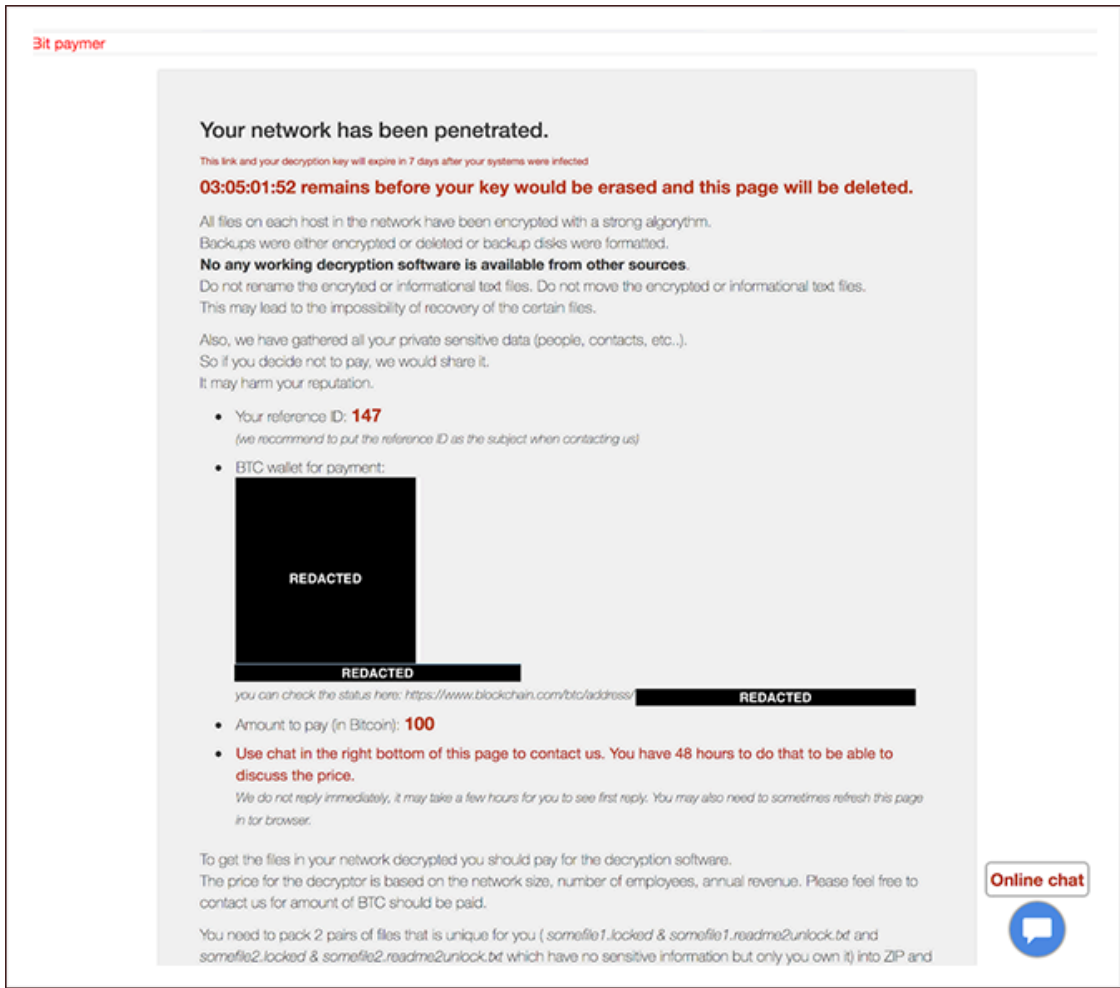 Bit paymer
Your network has been penetrated.
This link and your decryption key will expire in 7 days after your systems were infected
03:05:01:52 remains before your key would be erased and this page will be deleted.
All files on each host in the network have been encrypted with a strong algorythm.
Backups were either encrypted or deleted or backup disks were formatted.
No any working decryption software is available from other sources.
Do not rename the encryted or informational text files. Do not move the encrypted or informational text files.
This may lead to the impossibility of recovery of the certain files.
Also, we have gathered all your private sensitive data (people, contacts, etc..).
So if you decide not to pay, we would share it.
It may harm your reputation.
• Your reference ID: 147
(we recommend to put the reference ID as the subject when contacting us)
• BTC wallet for payment:
REDACTED
REDACTED
you can check the status here: https://www.blockchain.com/btc/address/ REDACTED
• Amount to pay (in Bitcoin): 100
• Use chat in the right bottom of this page to contact us. You have 48 hours to do that to be able to
discuss the price.
We do not reply immediately, it may take a few hours for you to see first reply. You may also need to sometimes refresh this page
in tor browser.
To get the files in your network decrypted you should pay for the decryption software.
The price for the decryptor is based on the network size, number of employees, annual revenue. Please feel free to
contact us for amount of BTC should be paid.
Online chat
You need to pack 2 pairs of files that is unique for you ( somefile1.locked & somefile1.readme2unlock.txt and
somefile2.locked & somefile2.readme2unlock.txt which have no sensitive information but only you own it) into ZIP and